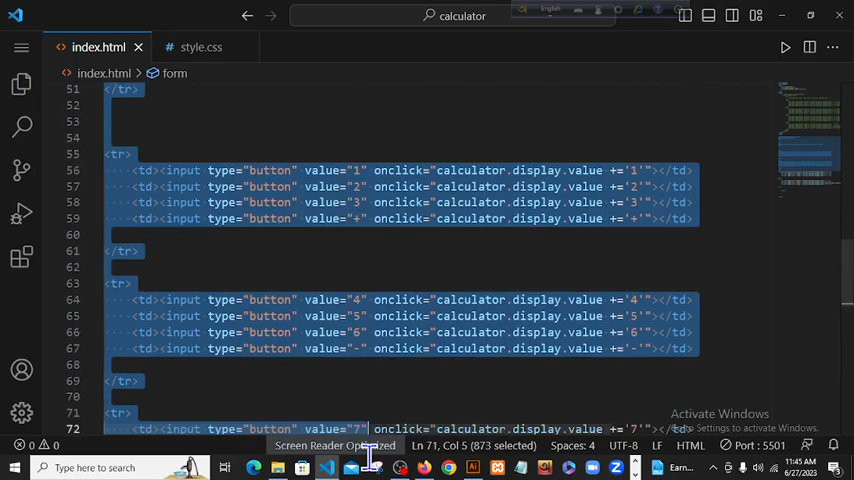 calculator
English
index.html
style.css
index.html > form
51 </tr>
52
53
54
55 <tr>
56 <td><input type="button" value="1" onclick="calculator.display.value +='1'"></td>
57 <td><input type="button" value="2" onclick="calculator.display.value +='2'"></td>
58 <td><input type="button" value="3" onclick="calculator.display.value +='3'"></td>
59 <td><input type="button" value="+" onclick="calculator.display.value +='+'"></td>
60
61 </tr>
62
63 <tr>
64 <td><input type="button" value="4" onclick="calculator.display.value +='4'"></td>
65 <td><input type="button" value="5" onclick="calculator.display.value +='5'"></td>
66 <td><input type="button" value="6" onclick="calculator.display.value +='6'"></td>
67 <td><input type="button" value="-" onclick="calculator.display.value +='-'"></td>
68
69 </tr>
70
71 <tr>
72 <td><input type="button" value="7" onclick="calculator.display.value +='7'"></td>
Activate Windows
Go to Settings to activate Windows.
0 0 Screen Reader Optimized Ln 71, Col 5 (873 selected) Spaces: 4 UTF-8 LF HTML Port : 5501
Type here to search
Earn...
11:45 AM
6/27/2023